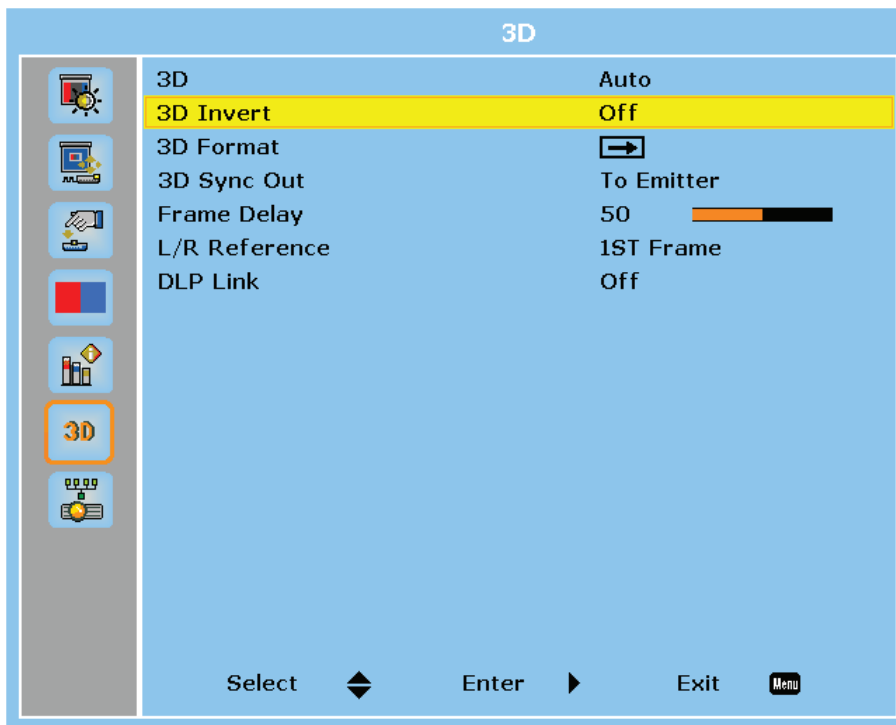 3D
3D Auto
3D Invert Off
3D Format
3D Sync Out To Emitter
Frame Delay 50
L/R Reference 1ST Frame
DLP Link Off
3D
Select Enter Exit Menu